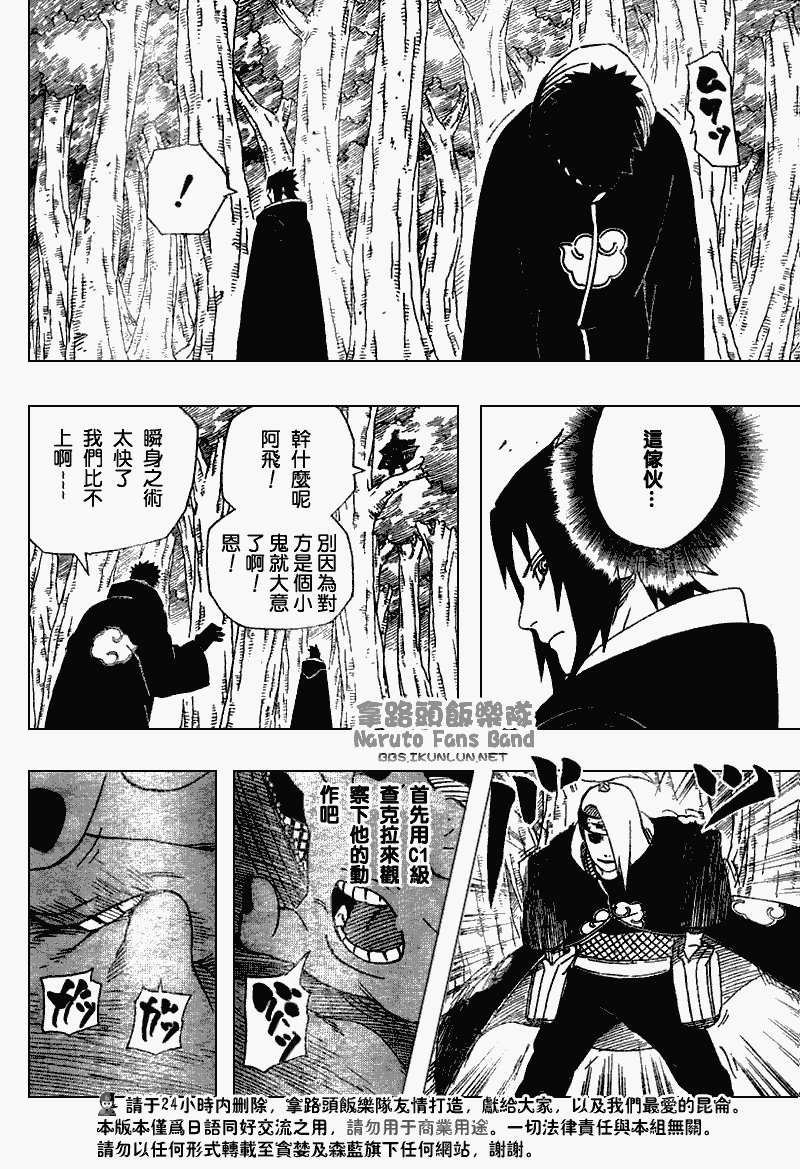 ムクッ
！
這傢伙…
幹什麼呢
阿飛！
別因為對
方是個小
鬼就大意
了啊！
恩！
瞬身之術
太快了
我們比不
上啊~~
拿路頭飯樂隊
Naruto Fans Band
BBS.IKUNLUN.NET
首先用C1級
查克拉來觀
察下他的動
作吧
ガッ
ガッ
請于24小時内刪除，拿路頭飯樂隊友情打造，獻給大家，以及我們最愛的昆侖。
本版本僅爲日語同好交流之用，請勿用于商業用途。一切法律責任與本組無關。
請勿以任何形式轉載至貪婪及森藍旗下任何網站，謝謝。